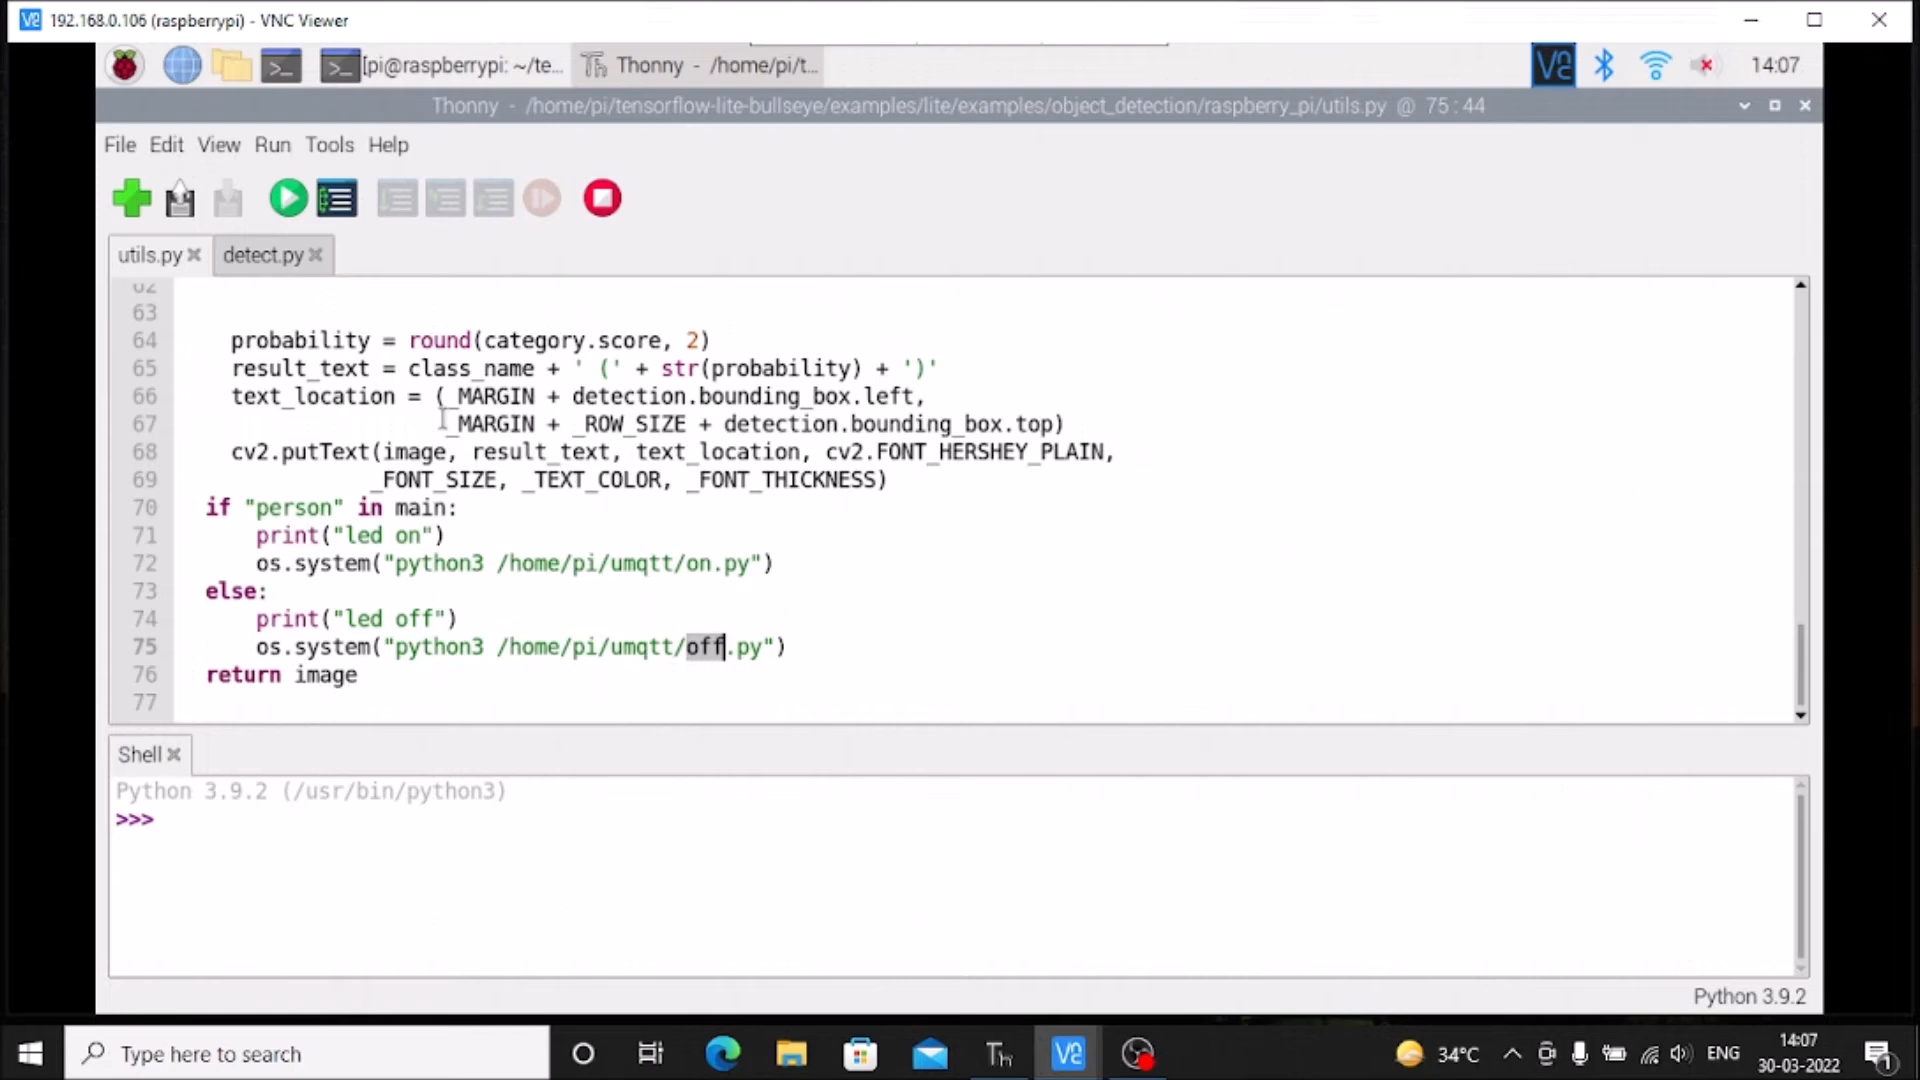 192.168.0.106 (raspberrypi) - VNC Viewer
[pi@raspberrypi: ~/te...
Thonny - /home/pi/t...
14:07
Thonny - /home/pi/tensorflow-lite-bullseye/examples/lite/examples/object_detection/raspberry_pi/utils.py @ 75 : 44
File Edit View Run Tools Help
utils.py
detect.py
62
63
64 probability = round(category.score, 2)
65 result_text = class_name + ' (' + str(probability) + ')'
66 text_location = (_MARGIN + detection.bounding_box.left,
67 _MARGIN + _ROW_SIZE + detection.bounding_box.top)
68 cv2.putText(image, result_text, text_location, cv2.FONT_HERSHEY_PLAIN,
69 _FONT_SIZE, _TEXT_COLOR, _FONT_THICKNESS)
70 if "person" in main:
71 print("led on")
72 os.system("python3 /home/pi/umqtt/on.py")
73 else:
74 print("led off")
75 os.system("python3 /home/pi/umqtt/off.py")
76 return image
77
Shell
Python 3.9.2 (/usr/bin/python3)
>>>
Python 3.9.2
Type here to search
34°C
ENG
14:07
30-03-2022
1